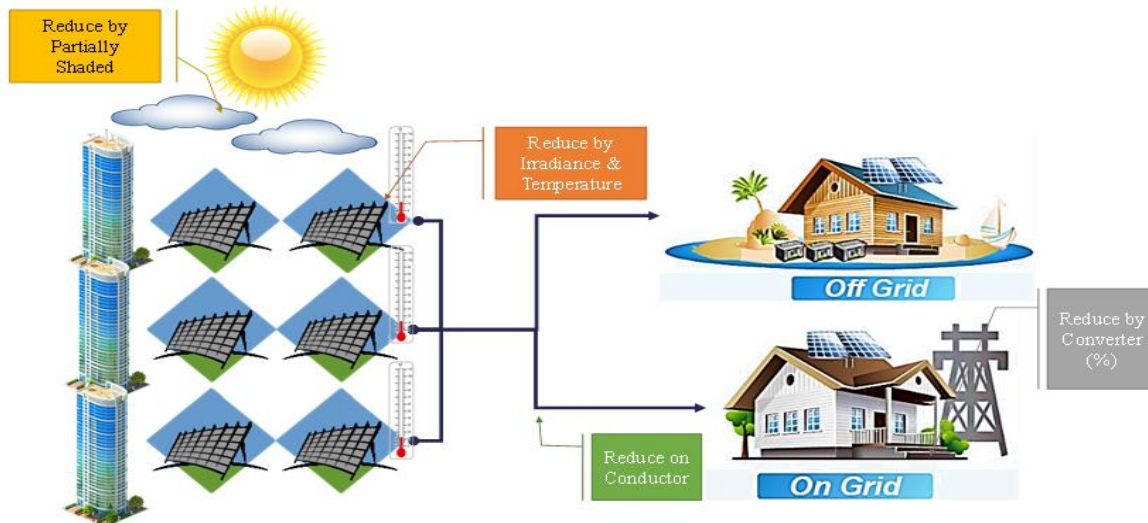 Reduce by
Partially
Shaded
Reduce by
Irradiance &
Temperature
Off Grid
Reduce by
Converter
(%)
Reduce on
Conductor
On Grid